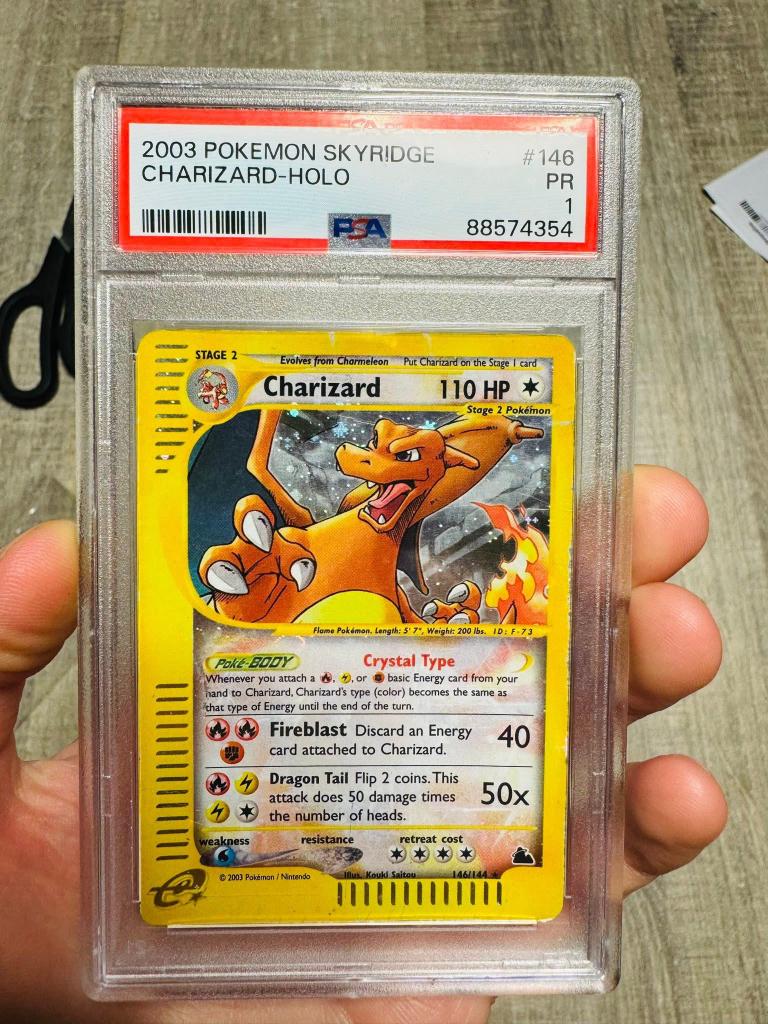 2003 POKEMON SKYRIDGE #146
CHARIZARD-HOLO PR
1
PSA 88574354
STAGE 2 Evolves from Charmeleon Put Charizard on the Stage 1 card
Charizard 110 HP
Stage 2 Pokémon
Flame Pokémon. Length: 5' 7", Weight: 200 lbs. ID: F-73
Poké-BODY Crystal Type
Whenever you attach a , , or basic Energy card from your
hand to Charizard, Charizard's type (color) becomes the same as
that type of Energy until the end of the turn.
Fireblast Discard an Energy 40
card attached to Charizard.
Dragon Tail Flip 2 coins. This 50x
attack does 50 damage times
the number of heads.
weakness resistance retreat cost
Illus. Kouki Saitou 146/144
© 2003 Pokémon / Nintendo
e